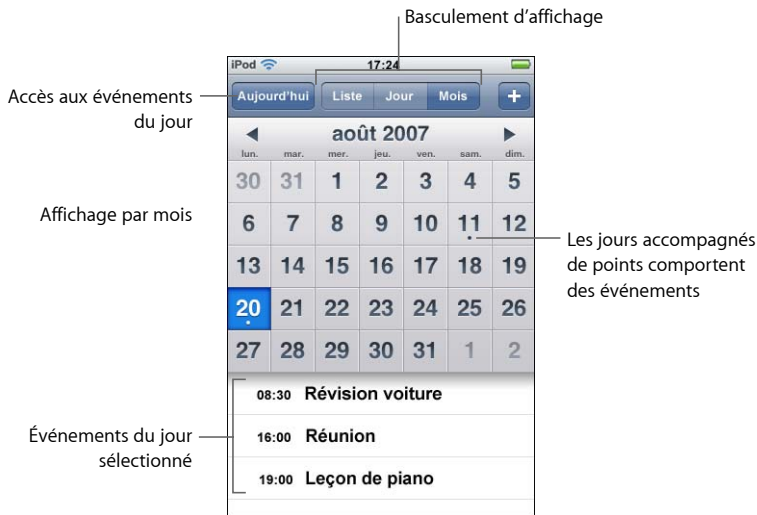 Basculement d'affichage
iPod 17:24
Accès aux événements
du jour
Aujourd'hui Liste Jour Mois +
août 2007
lun. mar. mer. jeu. ven. sam. dim.
30 31 1 2 3 4 5
Affichage par mois
6 7 8 9 10 11 12
Les jours accompagnés
de points comportent
des événements
13 14 15 16 17 18 19
20 21 22 23 24 25 26
27 28 29 30 31 1 2
08:30 Révision voiture
Événements du jour
sélectionné
16:00 Réunion
19:00 Leçon de piano